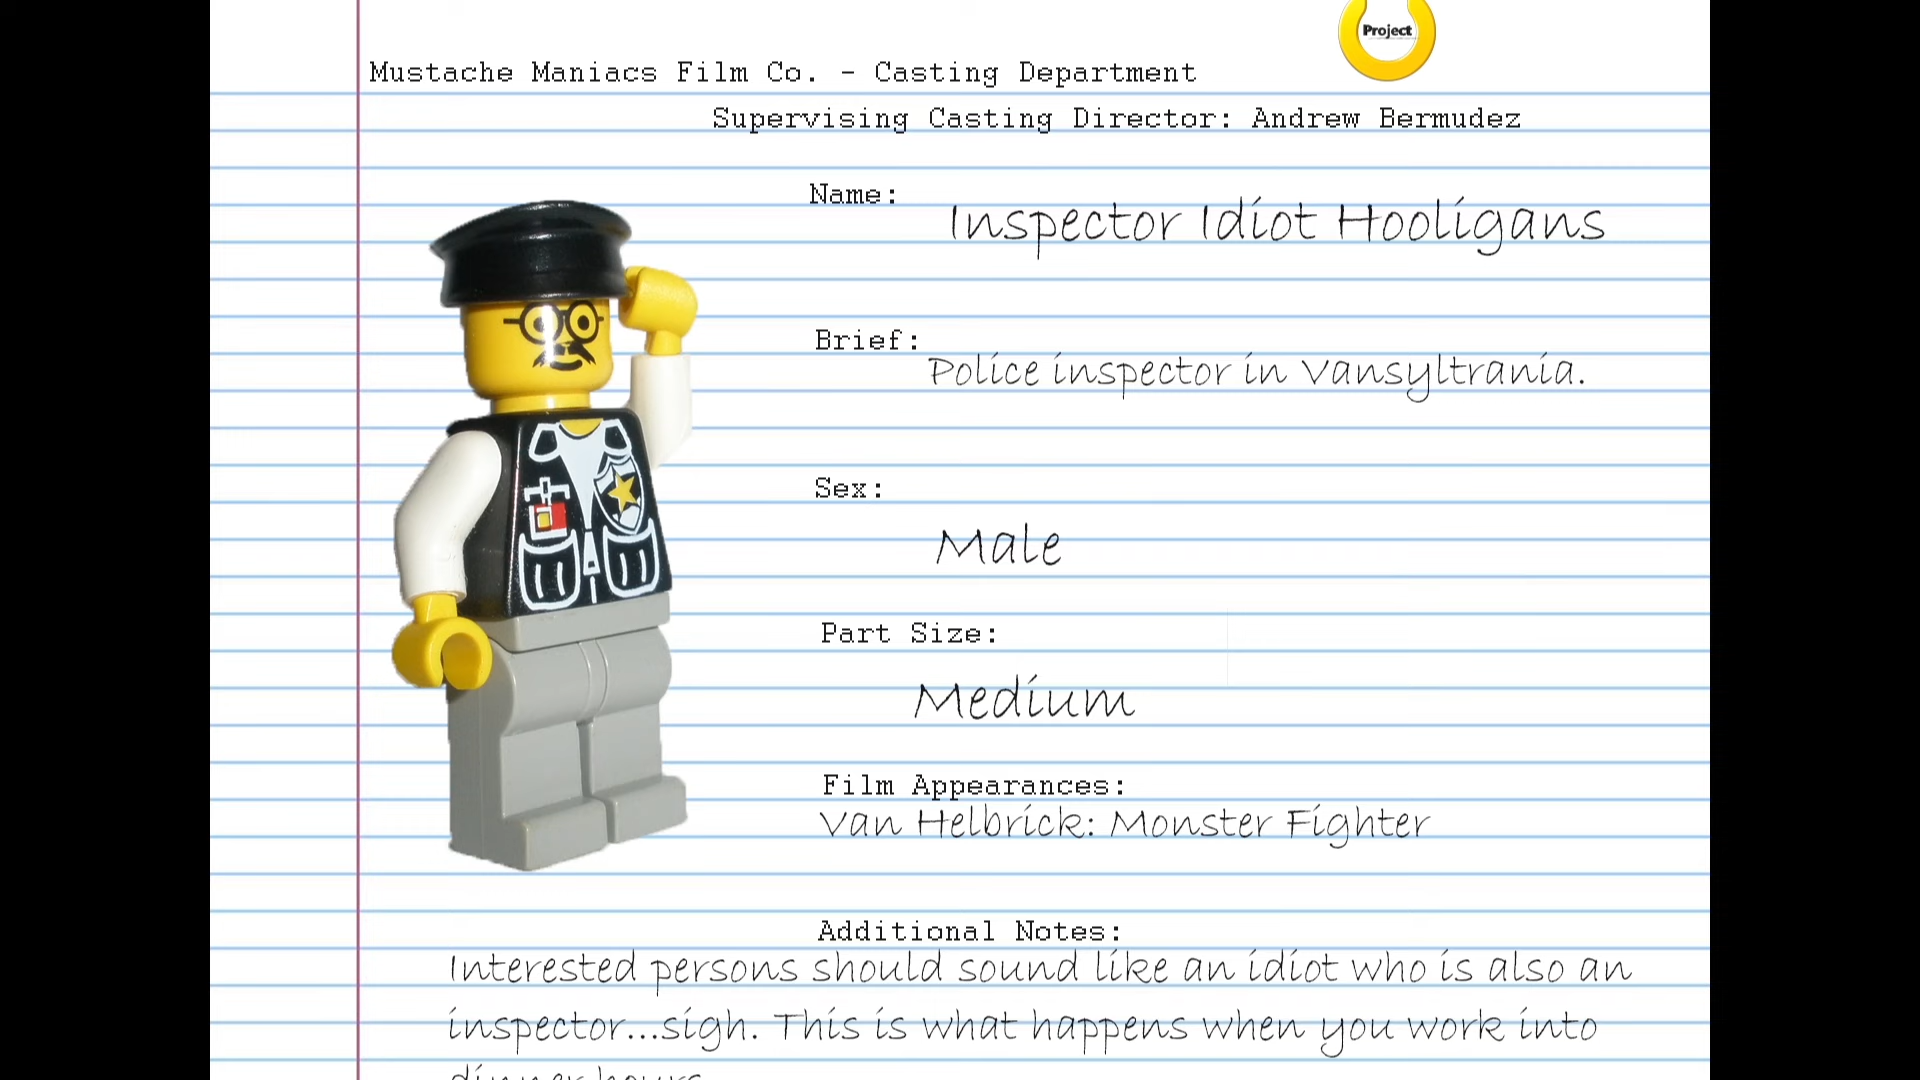 Project
Mustache Maniacs Film Co. - Casting Department
Supervising Casting Director: Andrew Bermudez
Name:
Inspector Idiot Hooligans
Brief:
Police inspector in Vansyltrania.
Sex:
Male
Part Size:
Medium
Film Appearances:
Van Helbrick: Monster Fighter
Additional Notes:
Interested persons should sound like an idiot who is also an
inspector...sigh. This is what happens when you work into
dinner hours.